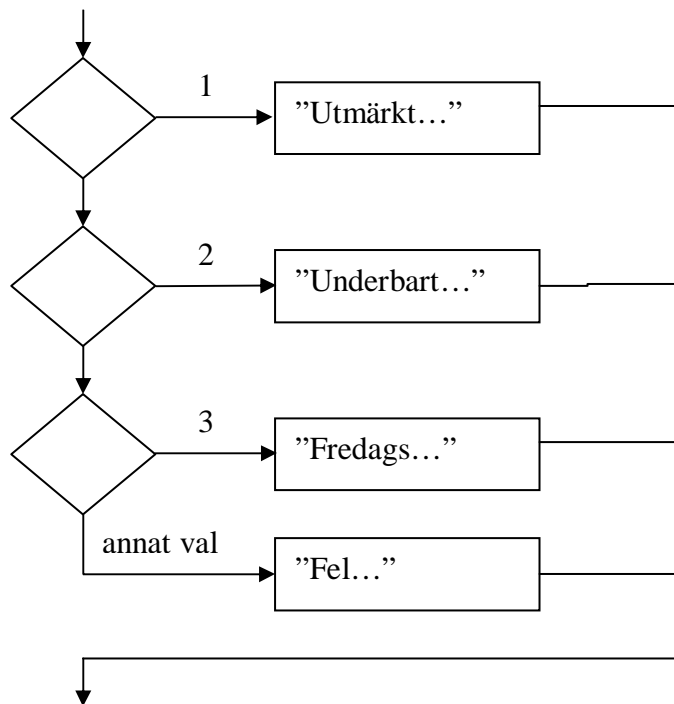 1
”Utmärkt…”
2
”Underbart…”
3
”Fredags…”
annat val
”Fel…”